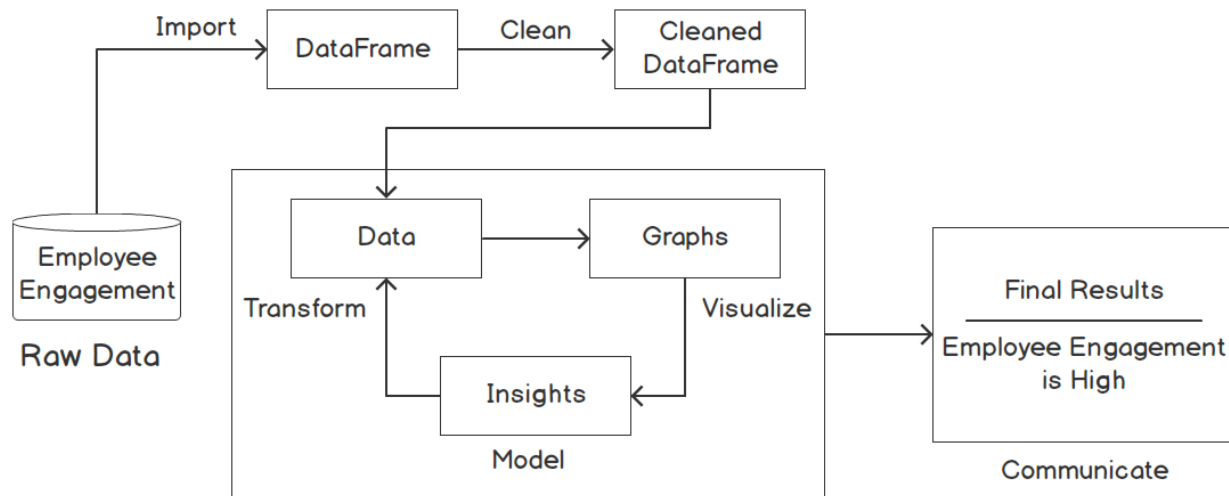 Import
DataFrame
Clean
Cleaned
DataFrame
Employee
Engagement
Raw Data
Data
Graphs
Transform
Visualize
Insights
Model
Final Results
Employee Engagement
is High
Communicate